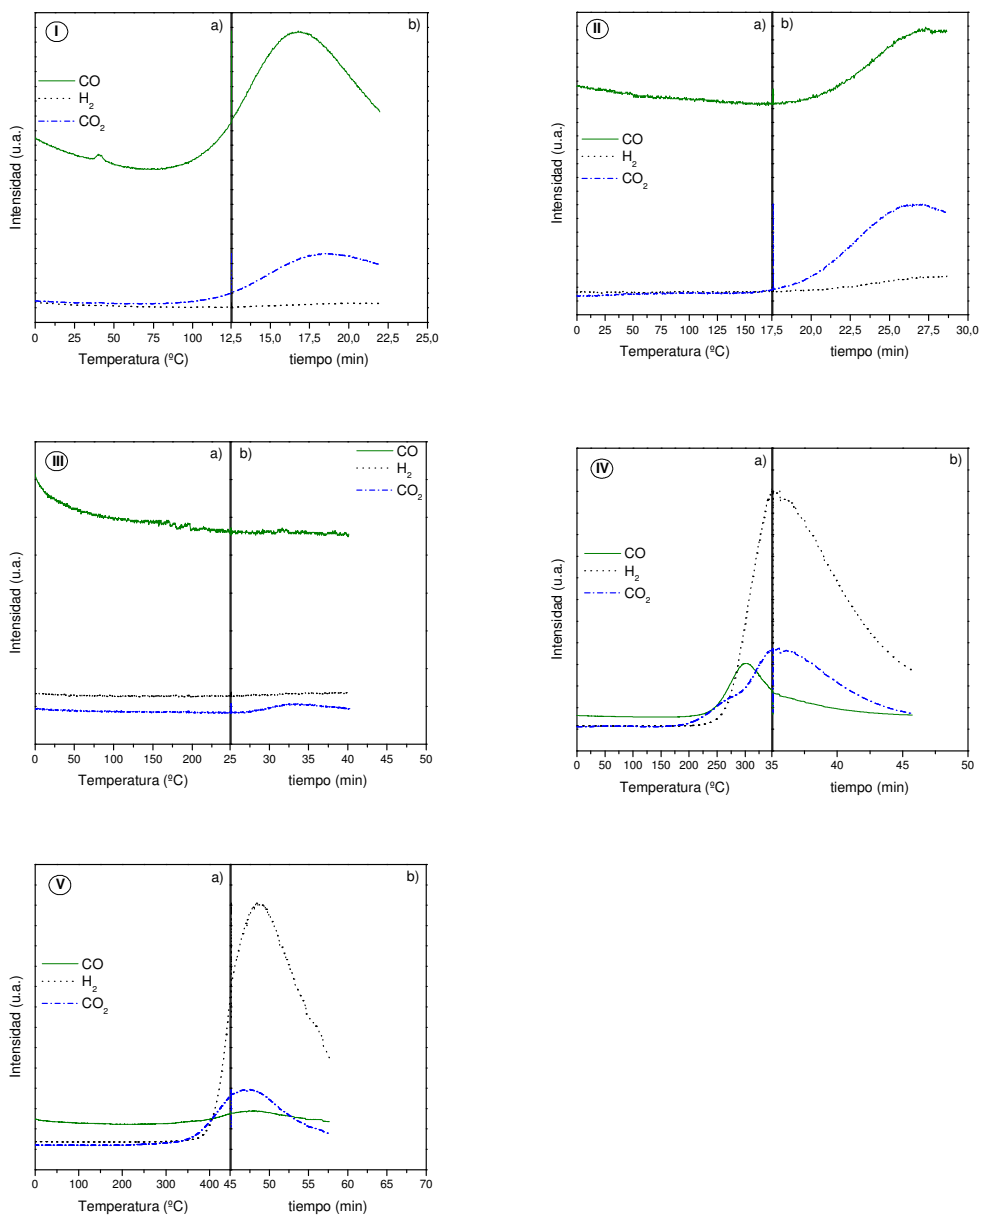 I
a)
b)
CO
H2
CO2
Intensidad (u.a.)
0 25 50 75 100 12,5 15,0 17,5 20,0 22,5 25,0
Temperatura (ºC) tiempo (min)
II
a)
b)
CO
H2
CO2
Intensidad (u.a.)
0 25 50 75 100 125 150 17,5 20,0 22,5 25,0 27,5 30,0
Temperatura (ºC) tiempo (min)
III
a)
b)
CO
H2
CO2
Intensidad (u.a.)
0 50 100 150 200 25 30 35 40 45 50
Temperatura (ºC) tiempo (min)
IV
a)
b)
CO
H2
CO2
Intensidad (u.a.)
0 50 100 150 200 250 300 35 40 45 50
Temperatura (ºC) tiempo (min)
V
a)
b)
CO
H2
CO2
Intensidad (u.a.)
0 100 200 300 400 45 50 55 60 65 70
Temperatura (ºC) tiempo (min)